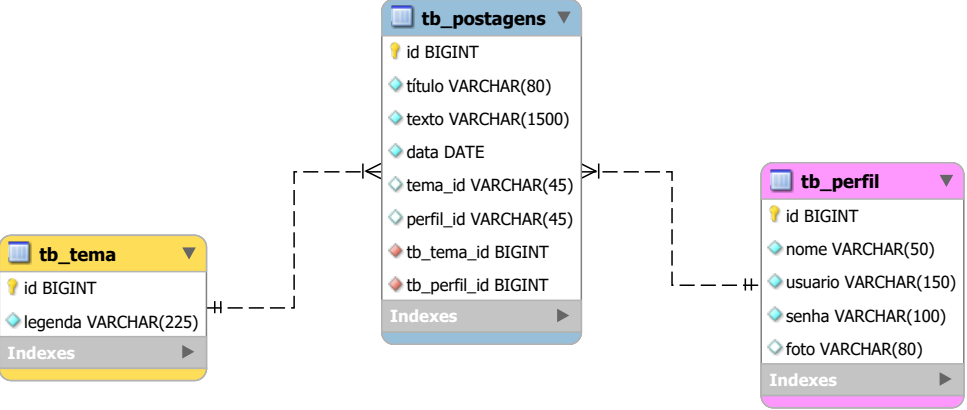 tb_postagens
id BIGINT
título VARCHAR(80)
texto VARCHAR(1500)
data DATE
tema_id VARCHAR(45)
perfil_id VARCHAR(45)
tb_tema_id BIGINT
tb_perfil_id BIGINT
Indexes
tb_tema
id BIGINT
legenda VARCHAR(225)
Indexes
tb_perfil
id BIGINT
nome VARCHAR(50)
usuario VARCHAR(150)
senha VARCHAR(100)
foto VARCHAR(80)
Indexes